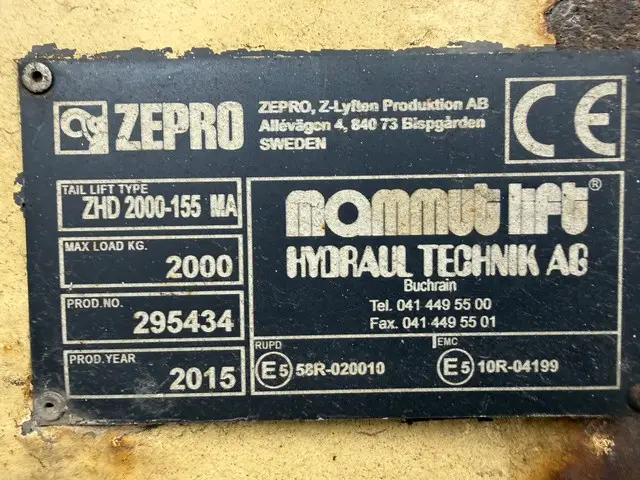 ZEPRO
ZEPRO, Z-Lyften Produktion AB
Allévägen 4, 840 73 Bispgården
SWEDEN
CE
TAIL LIFT TYPE
ZHD 2000-155 MA
MAX LOAD KG.
2000
PROD.NO.
295434
PROD.YEAR
2015
mammut lift®
HYDRAUL TECHNIK AG
Buchrain
Tel. 041 449 55 00
Fax. 041 449 55 01
RUPD
E5 58R-020010
EMC
E5 10R-04199